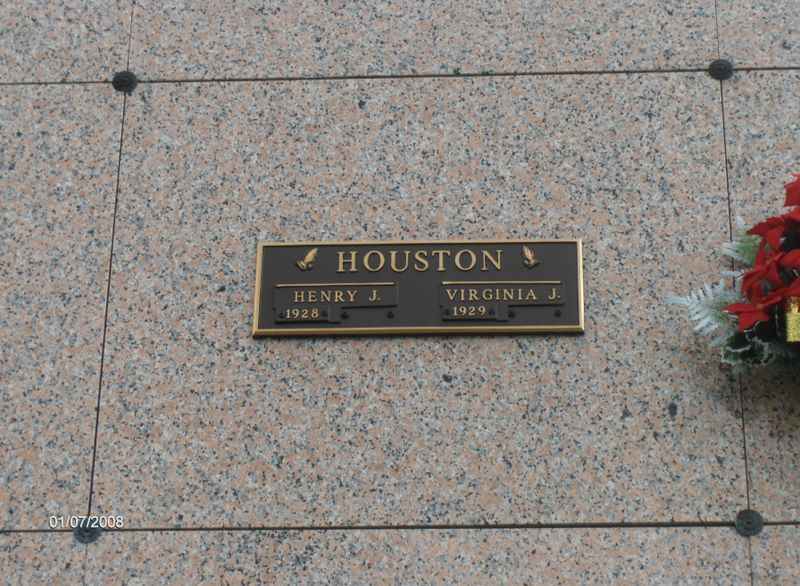 HOUSTON
HENRY J.
1928
VIRGINIA J.
1929
01/07/2008